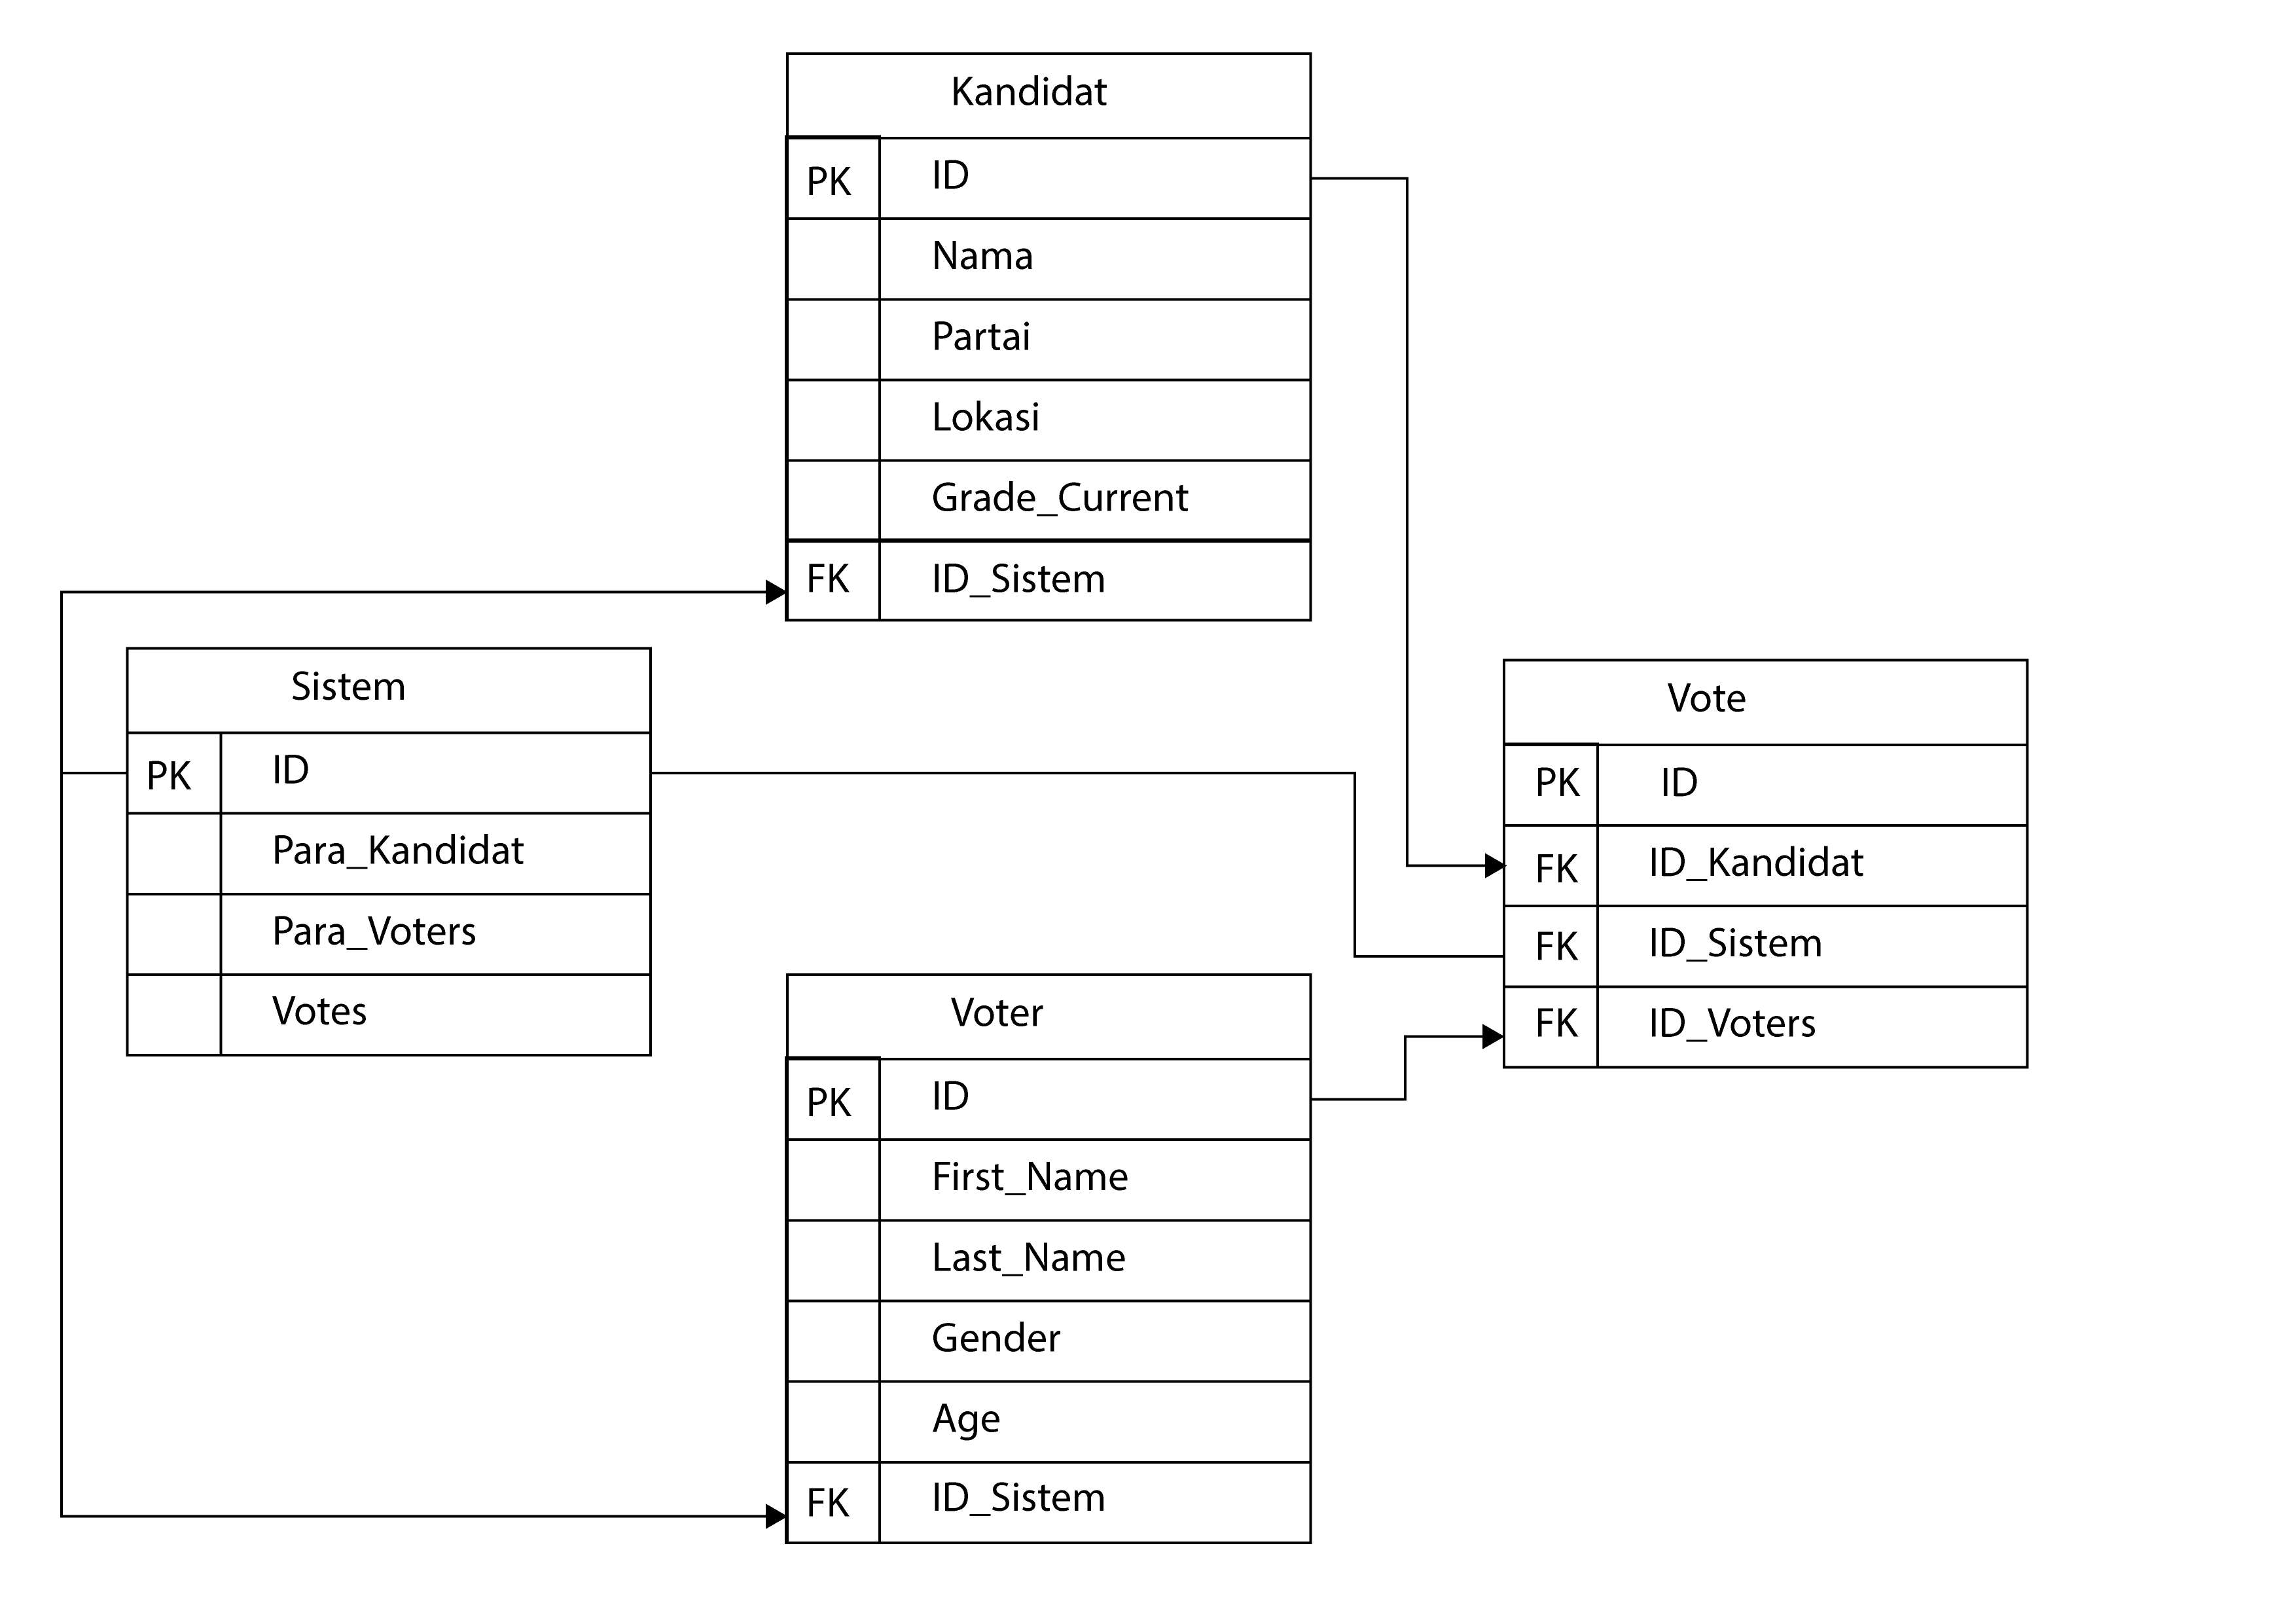 Kandidat
PK ID
Nama
Partai
Lokasi
Grade_Current
FK ID_Sistem
Sistem
PK ID
Para_Kandidat
Para_Voters
Votes
Vote
PK ID
FK ID_Kandidat
FK ID_Sistem
FK ID_Voters
Voter
PK ID
First_Name
Last_Name
Gender
Age
FK ID_Sistem